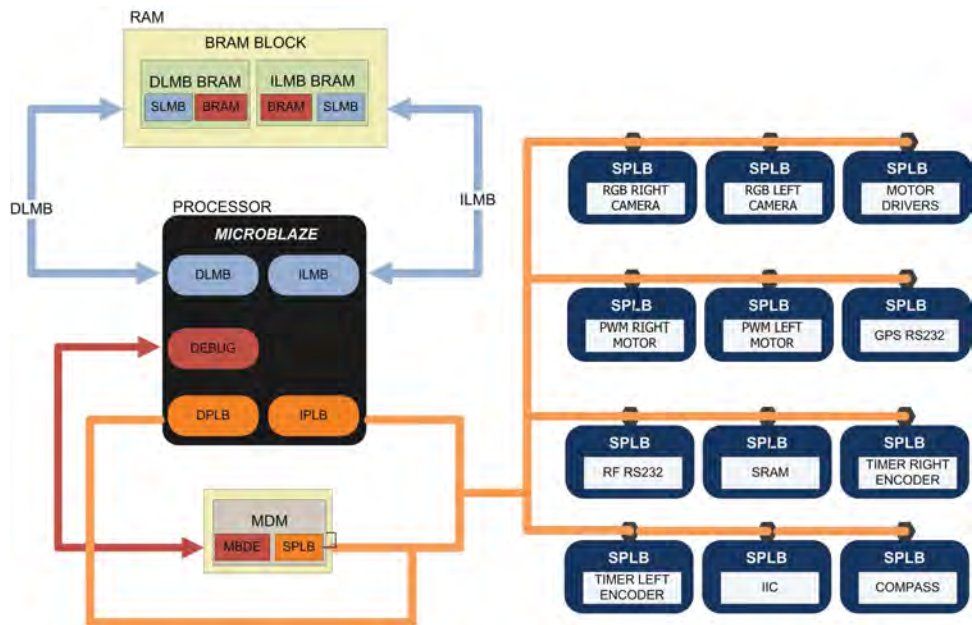 RAM
BRAM BLOCK
DLMB BRAM
ILMB BRAM
SLMB
BRAM
BRAM
SLMB
DLMB
ILMB
PROCESSOR
MICROBLAZE
DLMB
ILMB
DEBUG
DPLB
IPLB
MDM
MBDE
SPLB
SPLB
RGB RIGHT
CAMERA
SPLB
RGB LEFT
CAMERA
SPLB
MOTOR
DRIVERS
SPLB
PWM RIGHT
MOTOR
SPLB
PWM LEFT
MOTOR
SPLB
GPS RS232
SPLB
RF RS232
SPLB
SRAM
SPLB
TIMER RIGHT
ENCODER
SPLB
TIMER LEFT
ENCODER
SPLB
IIC
SPLB
COMPASS